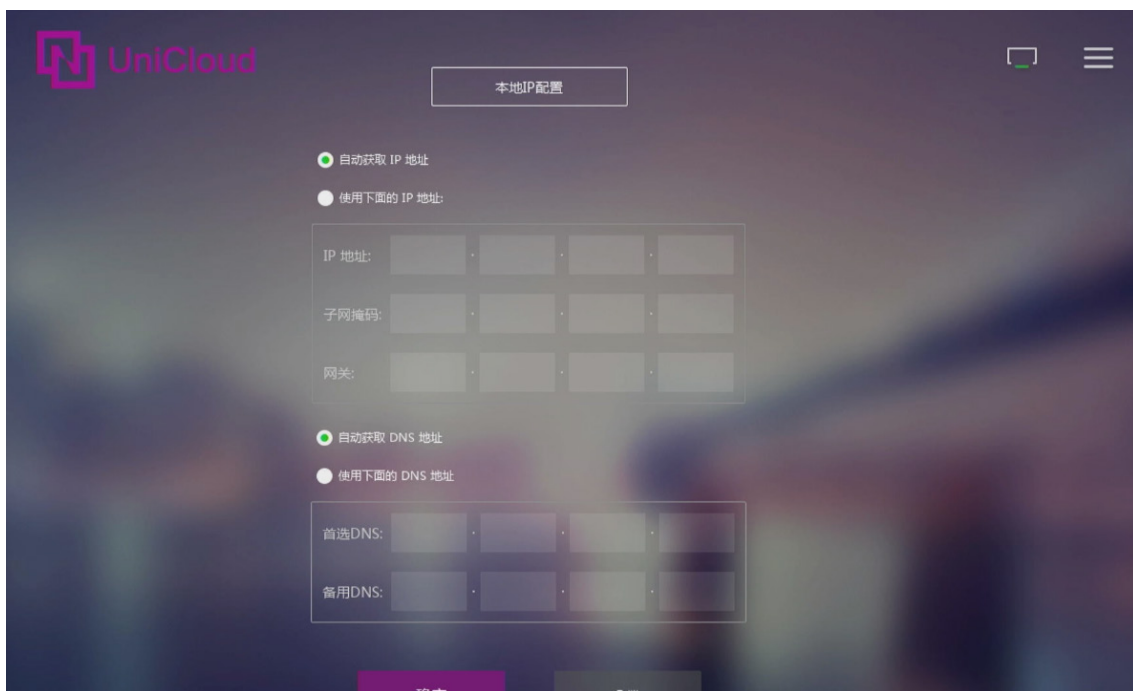 UniCloud
本地IP配置
自动获取 IP 地址
使用下面的 IP 地址:
IP 地址:
子网掩码:
网关:
自动获取 DNS 地址
使用下面的 DNS 地址
首选DNS:
备用DNS: